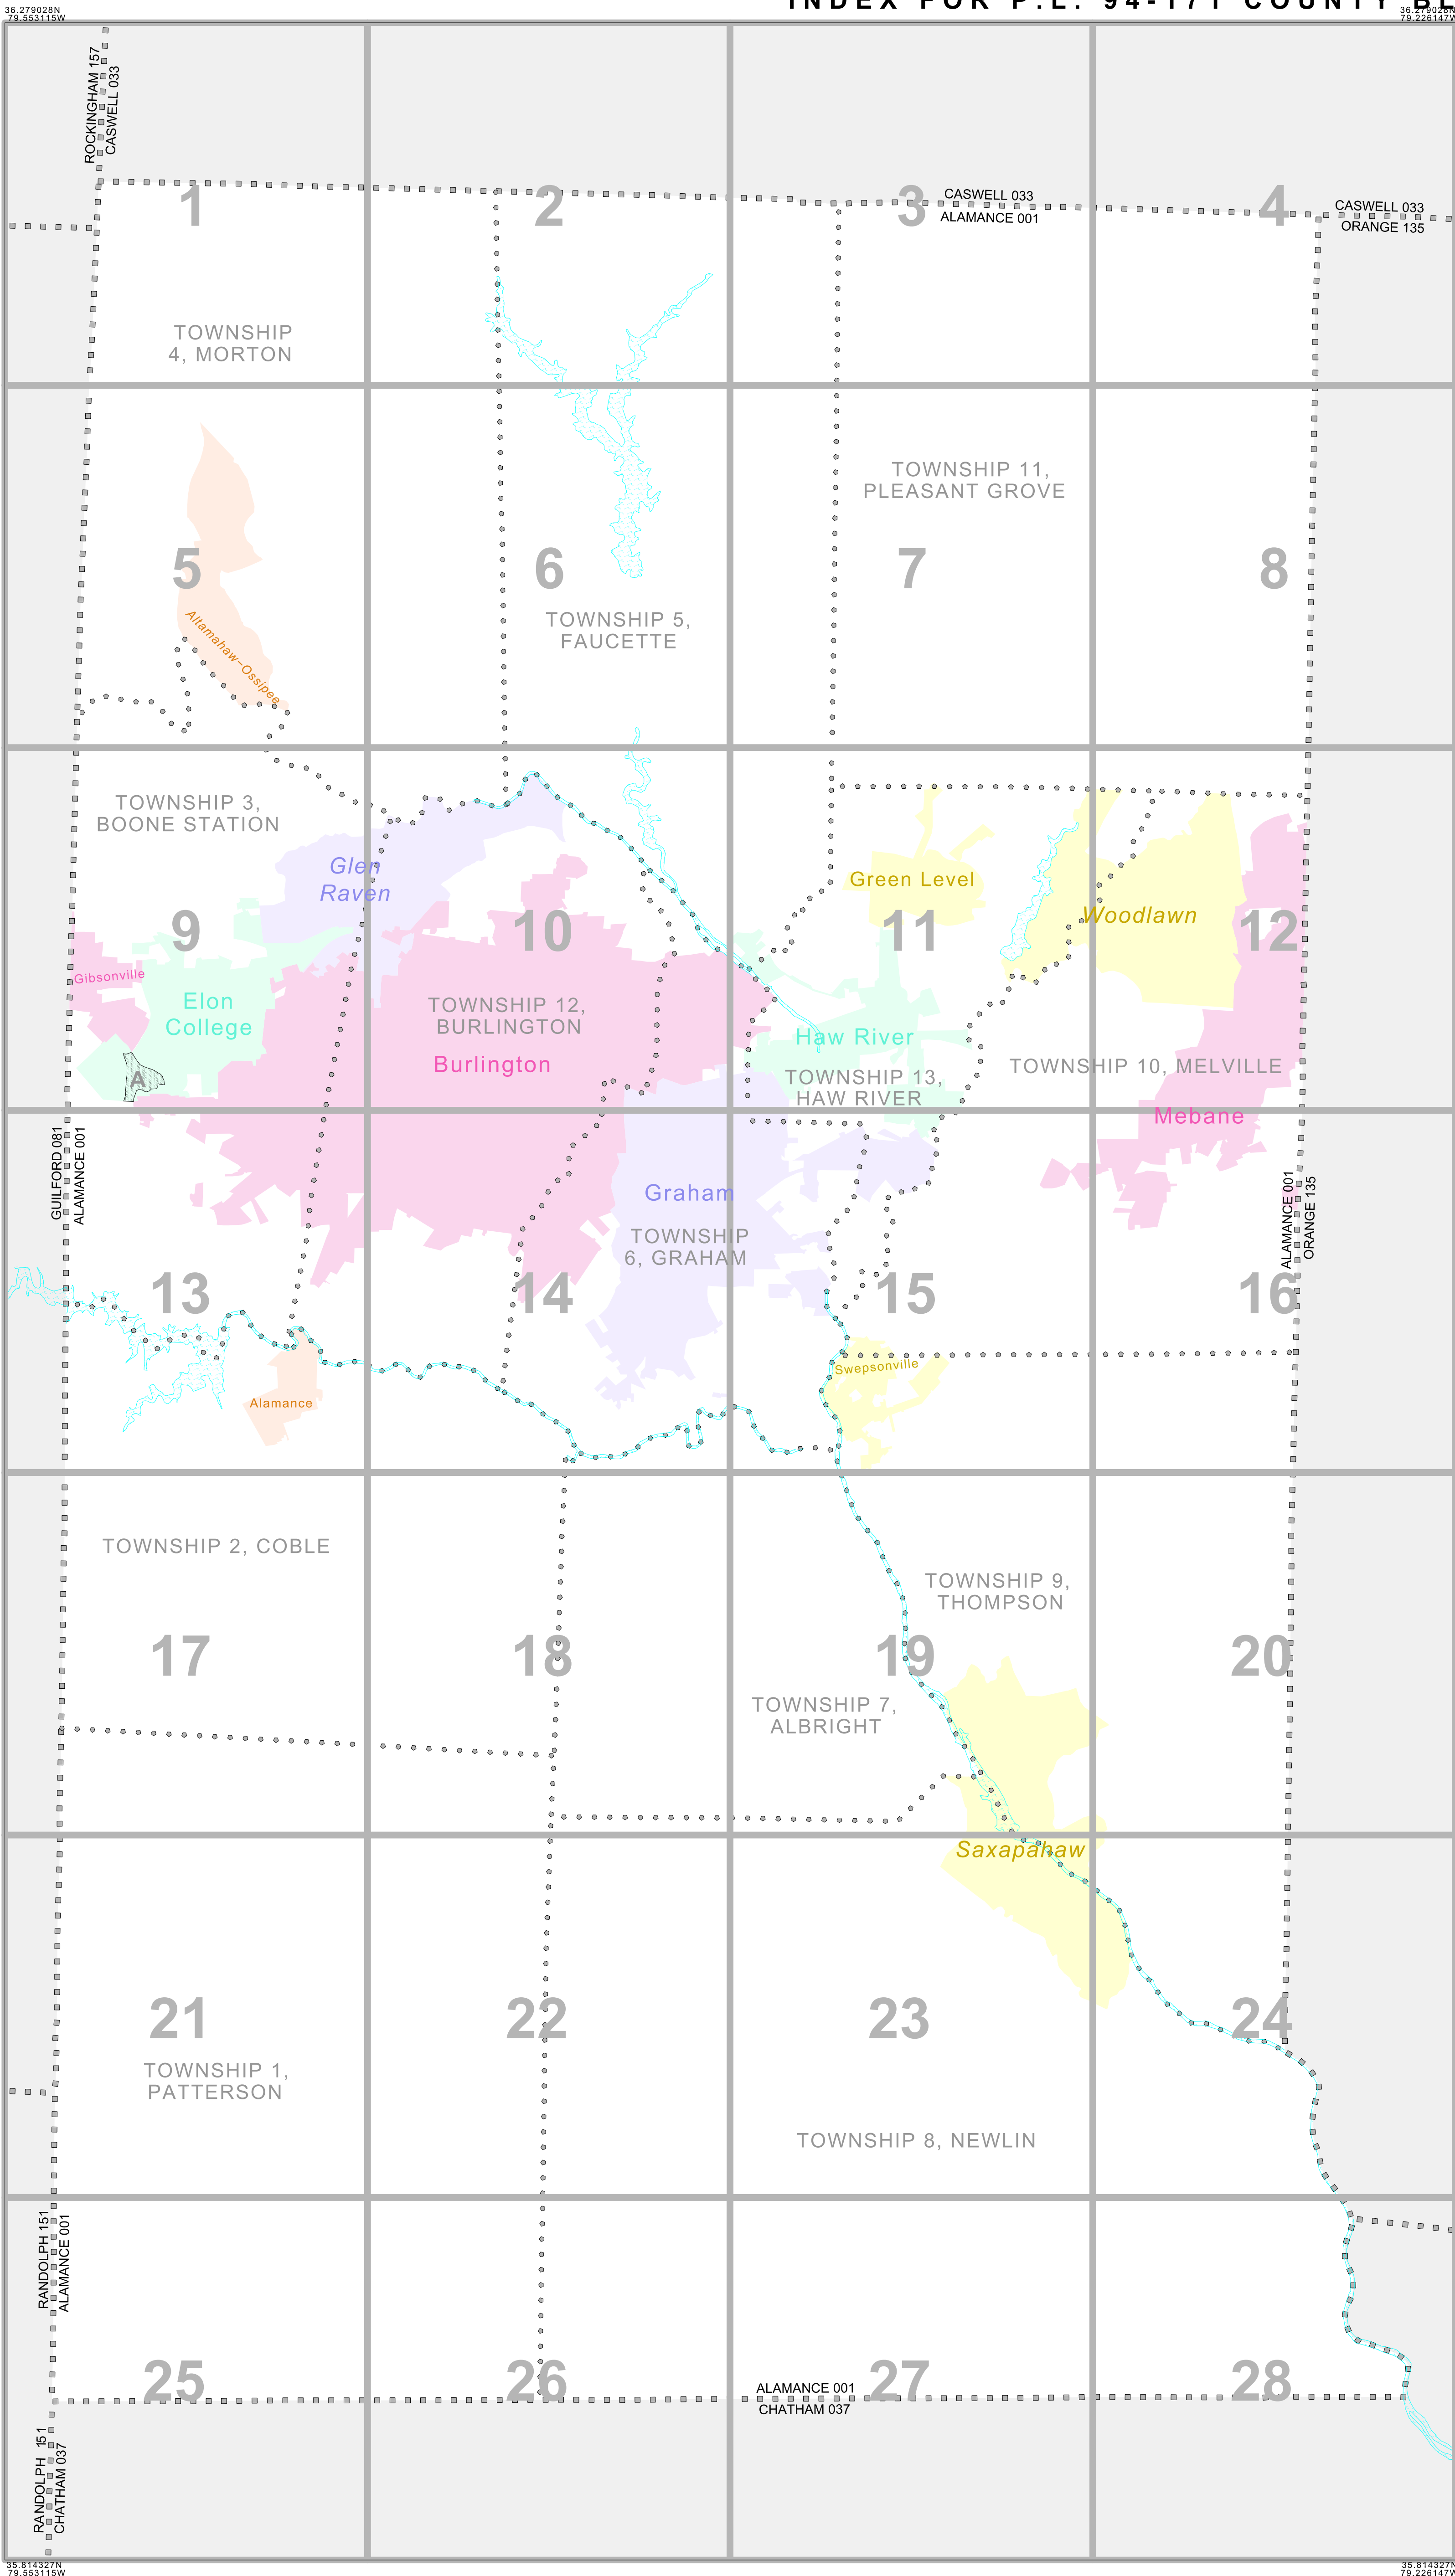 36.279028N
79.553115W
INDEX FOR P.L. 94-171 COUNTY BL
36.279028N
79.226147W
ROCKINGHAM 157
CASWELL 033
1
2
3
4
CASWELL 033
ALAMANCE 001
CASWELL 033
ORANGE 135
TOWNSHIP
4, MORTON
TOWNSHIP 11,
PLEASANT GROVE
5
6
7
8
Altamahaw-Ossipee
TOWNSHIP 5,
FAUCETTE
TOWNSHIP 3,
BOONE STATION
Glen
Raven
Green Level
Woodlawn
9
10
11
12
Gibsonville
Elon
College
TOWNSHIP 12,
BURLINGTON
Burlington
Haw River
TOWNSHIP 13,
HAW RIVER
TOWNSHIP 10, MELVILLE
A
Mebane
GUILFORD 081
ALAMANCE 001
Graham
TOWNSHIP
6, GRAHAM
ALAMANCE 001
ORANGE 135
13
14
15
16
Swepsonville
Alamance
TOWNSHIP 2, COBLE
TOWNSHIP 9,
THOMPSON
17
18
19
20
TOWNSHIP 7,
ALBRIGHT
Saxapahaw
21
22
23
24
TOWNSHIP 1,
PATTERSON
TOWNSHIP 8, NEWLIN
RANDOLPH 151
ALAMANCE 001
25
26
27
28
ALAMANCE 001
CHATHAM 037
RANDOLPH 151
CHATHAM 037
35.814327N
79.553115W
35.814327N
79.226147W